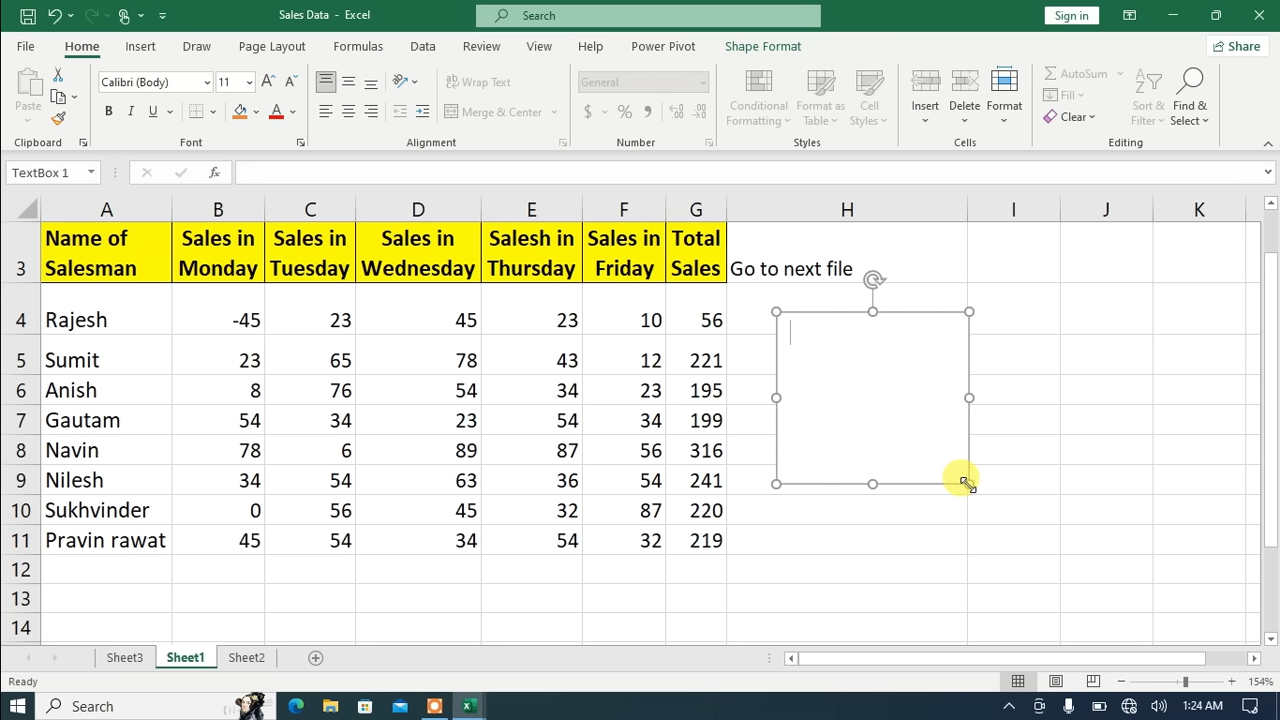 Sales Data - Excel
Search
Sign in
File Home Insert Draw Page Layout Formulas Data Review View Help Power Pivot Shape Format Share
Paste
Calibri (Body) 11
B I U A
Wrap Text
Merge & Center
General
$ % ,
Conditional Formatting
Format as Table
Cell Styles
Insert
Delete
Format
AutoSum
Fill
Clear
Sort & Filter
Find & Select
Clipboard Font Alignment Number Styles Cells Editing
TextBox 1 fx
A B C D E F G H I J K
Name of Sales in Sales in Sales in Salesh in Sales in Total
3 Salesman Monday Tuesday Wednesday Thursday Friday Sales Go to next file
4 Rajesh -45 23 45 23 10 56
5 Sumit 23 65 78 43 12 221
6 Anish 8 76 54 34 23 195
7 Gautam 54 34 23 54 34 199
8 Navin 78 6 89 87 56 316
9 Nilesh 34 54 63 36 54 241
10 Sukhvinder 0 56 45 32 87 220
11 Pravin rawat 45 54 34 54 32 219
12
13
14
Sheet3 Sheet1 Sheet2
Ready 154%
Search 1:24 AM